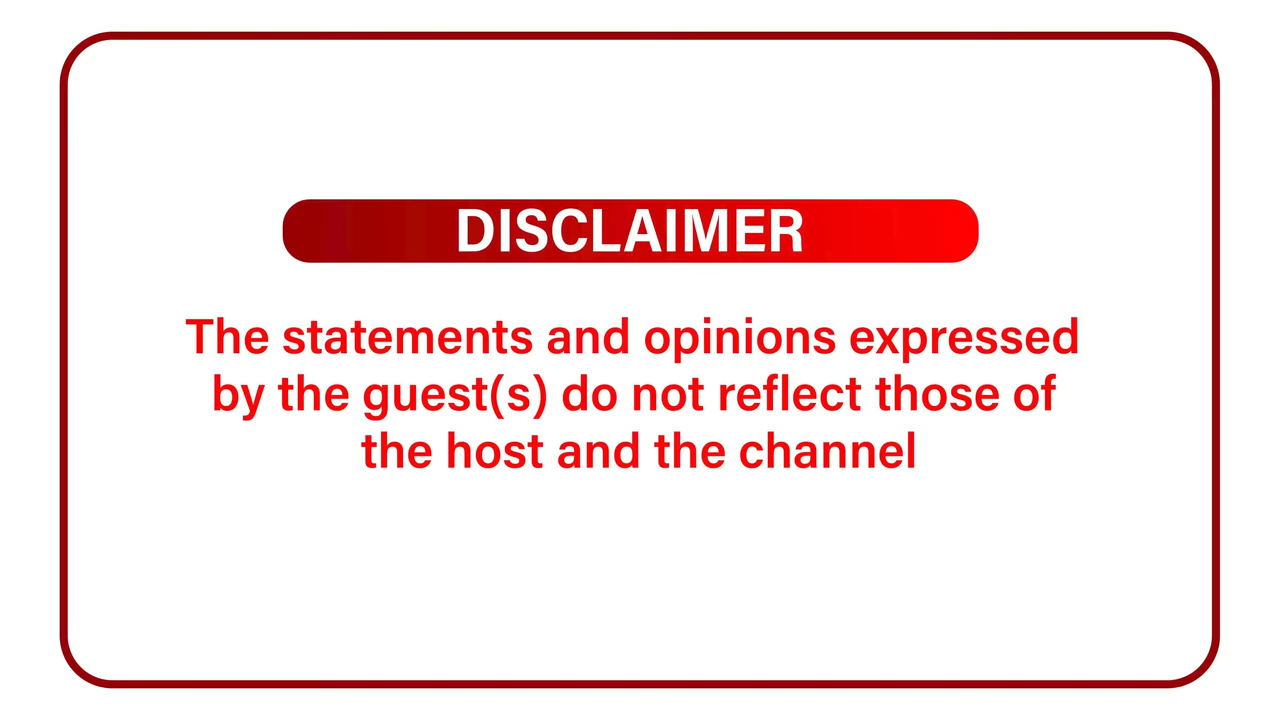 DISCLAIMER
The statements and opinions expressed
by the guest(s) do not reflect those of
the host and the channel